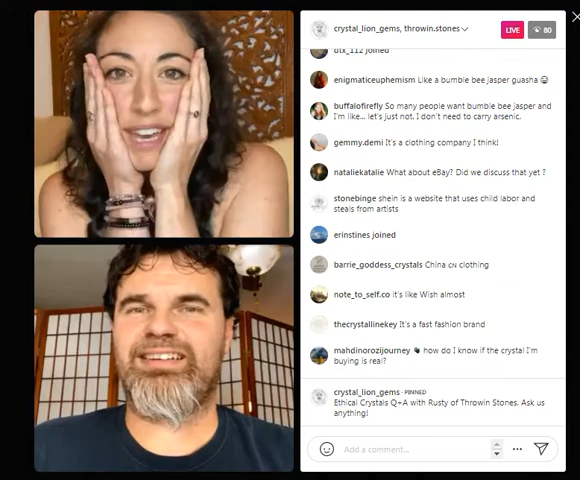 crystal_lion_gems, throwin.stones
LIVE
80
joined
enigmaticeuphemism Like a bumble bee jasper guasha 😆
buffalofirefly So many people want bumble bee jasper and
I'm like... let's just not. I don't need to carry arsenic.
gemmy.demi It's a clothing company I think!
nataliekatalie What about eBay? Did we discuss that yet ?
stonebinge shein is a website that uses child labor and
steals from artists
erinstines joined
barrie_goddess_crystals China ᴄɴ clothing
note_to_self.co it's like Wish almost
thecrystallinekey It's a fast fashion brand
mahdinorozijourney 👋🏿 how do I know if the crystal I'm
buying is real?
crystal_lion_gems · PINNED
Ethical Crystals Q+A with Rusty of Throwin Stones. Ask us
anything!
Add a comment...